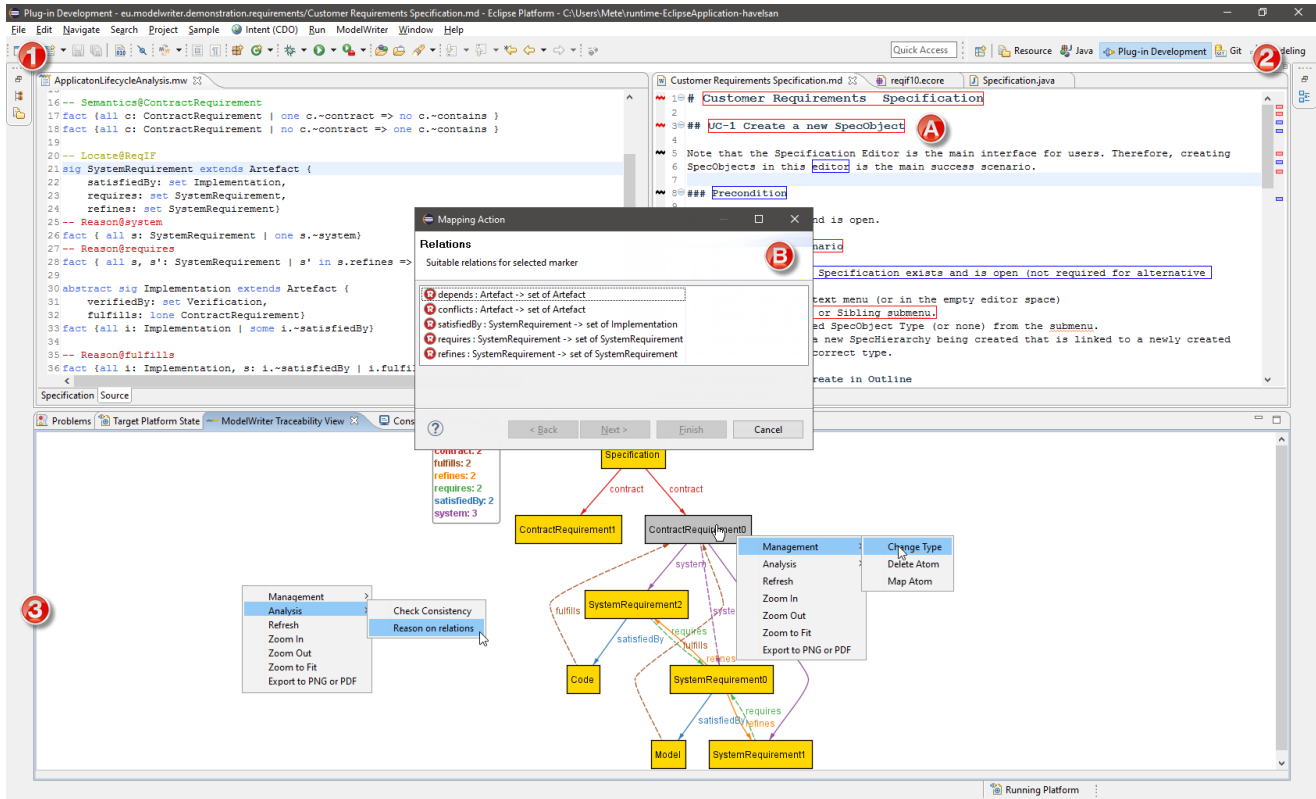 Plug-in Development - eu.modelwriter.demonstration.requirements/Customer Requirements Specification.md - Eclipse Platform - C:\Users\Mete\runtime-EclipseApplication-havelsan
File Edit Navigate Search Project Sample Intent (CDO) Run ModelWriter Window Help
1
Quick Access
Resource Java Plug-in Development Git
2
deling
ApplicatonLifecycleAnalysis.mw
16 -- Semantics@ContractRequirement
17 fact {all c: ContractRequirement | one c.~contract => no c.~contains }
18 fact {all c: ContractRequirement | no c.~contract => one c.~contains }
19
20 -- Locate@ReqIF
21 sig SystemRequirement extends Artefact {
22 satisfiedBy: set Implementation,
23 requires: set SystemRequirement,
24 refines: set SystemRequirement}
25 -- Reason@system
26 fact { all s: SystemRequirement | one s.~system}
27 -- Reason@requires
28 fact { all s, s': SystemRequirement | s' in s.refines =>
29
30 abstract sig Implementation extends Artefact {
31 verifiedBy: set Verification,
32 fulfills: lone ContractRequirement}
33 fact {all i: Implementation | some i.~satisfiedBy}
34
35 -- Reason@fulfills
36 fact {all i: Implementation, s: i.~satisfiedBy | i.fulfi
Specification Source
Customer Requirements Specification.md reqif10.ecore Specification.java
1 # Customer Requirements Specification
2
3 ## UC-1 Create a new SpecObject
A
4
5 Note that the Specification Editor is the main interface for users. Therefore, creating
6 SpecObjects in this editor is the main success scenario.
7
8 ### Precondition
9
nd is open.
nario
Specification exists and is open (not required for alternative
text menu (or in the empty editor space)
or Sibling submenu.
ed SpecObject Type (or none) from the submenu.
a new SpecHierarchy being created that is linked to a newly created
correct type.
reate in Outline
Mapping Action
Relations
Suitable relations for selected marker
B
R depends : Artefact -> set of Artefact
R conflicts : Artefact -> set of Artefact
R satisfiedBy : SystemRequirement -> set of Implementation
R requires : SystemRequirement -> set of SystemRequirement
R refines : SystemRequirement -> set of SystemRequirement
? < Back Next > Finish Cancel
Problems Target Platform State ModelWriter Traceability View Cons
contract: 2
fulfills: 2
refines: 2
requires: 2
satisfiedBy: 2
system: 3
Specification
contract contract
ContractRequirement1 ContractRequirement0
system
SystemRequirement2
fulfills
syste
satisfiedBy
requires
fulfills
refines
Code
SystemRequirement0
satisfiedBy
requires
refines
Model
SystemRequirement1
3
Management
Analysis
Refresh
Zoom In
Zoom Out
Zoom to Fit
Export to PNG or PDF
Check Consistency
Reason on relations
Management
Analysis
Refresh
Zoom In
Zoom Out
Zoom to Fit
Export to PNG or PDF
Change Type
Delete Atom
Map Atom
Running Platform